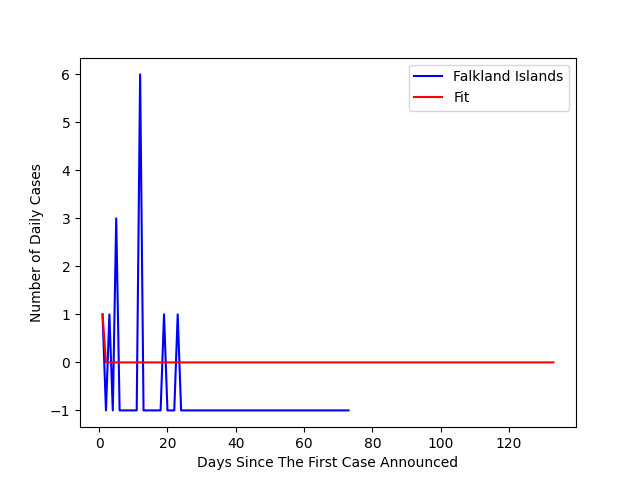 Falkland Islands
Fit
6
5
4
3
2
1
0
−1
Number of Daily Cases
0 20 40 60 80 100 120
Days Since The First Case Announced